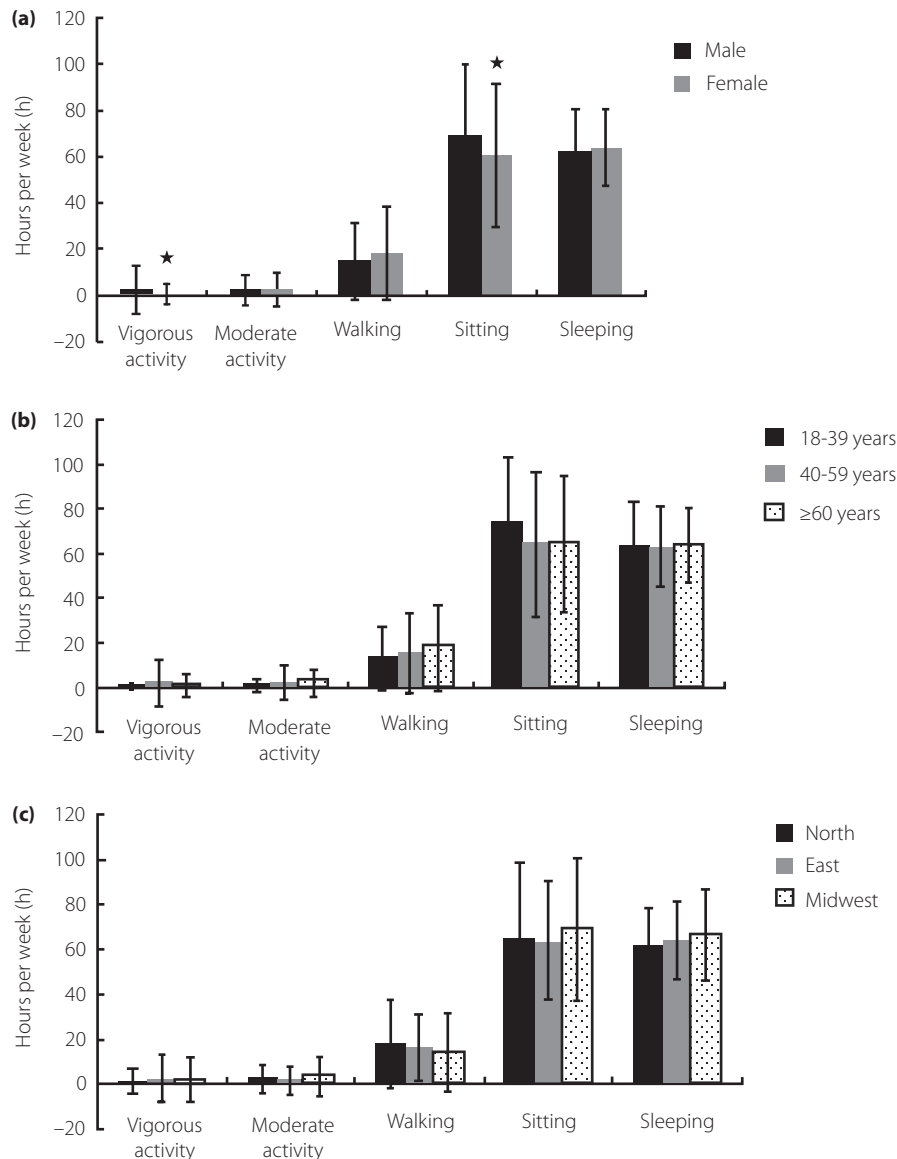 (a)
120
100
80
60
40
20
0
–20
Hours per week (h)
★
★
Male
Female
Vigorous activity
Moderate activity
Walking
Sitting
Sleeping
(b)
120
100
80
60
40
20
0
–20
Hours per week (h)
18-39 years
40-59 years
≥60 years
Vigorous activity
Moderate activity
Walking
Sitting
Sleeping
(c)
120
100
80
60
40
20
0
–20
Hours per week (h)
North
East
Midwest
Vigorous activity
Moderate activity
Walking
Sitting
Sleeping